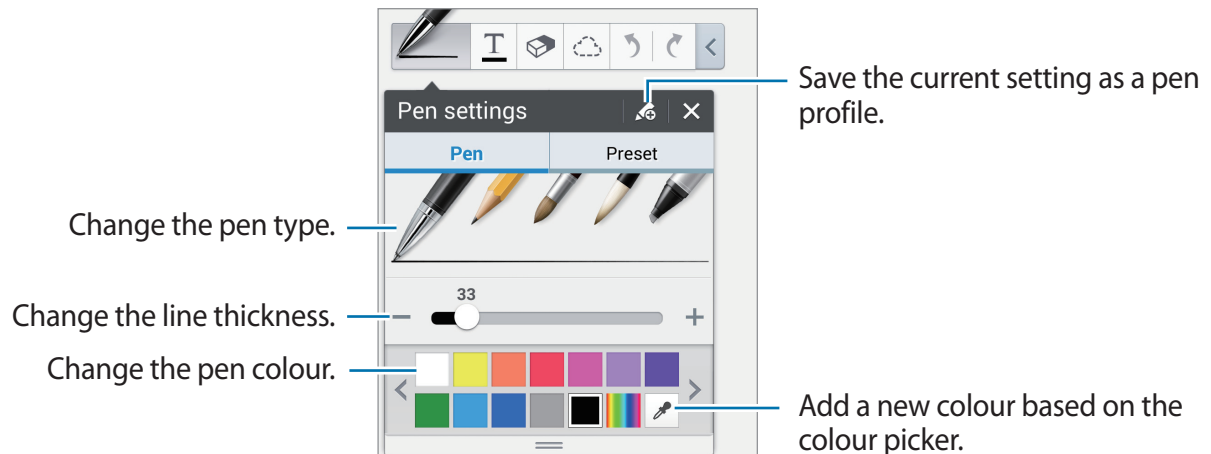 T
Pen settings
Pen
Preset
Save the current setting as a pen
profile.
Change the pen type.
33
Change the line thickness.
Change the pen colour.
Add a new colour based on the
colour picker.